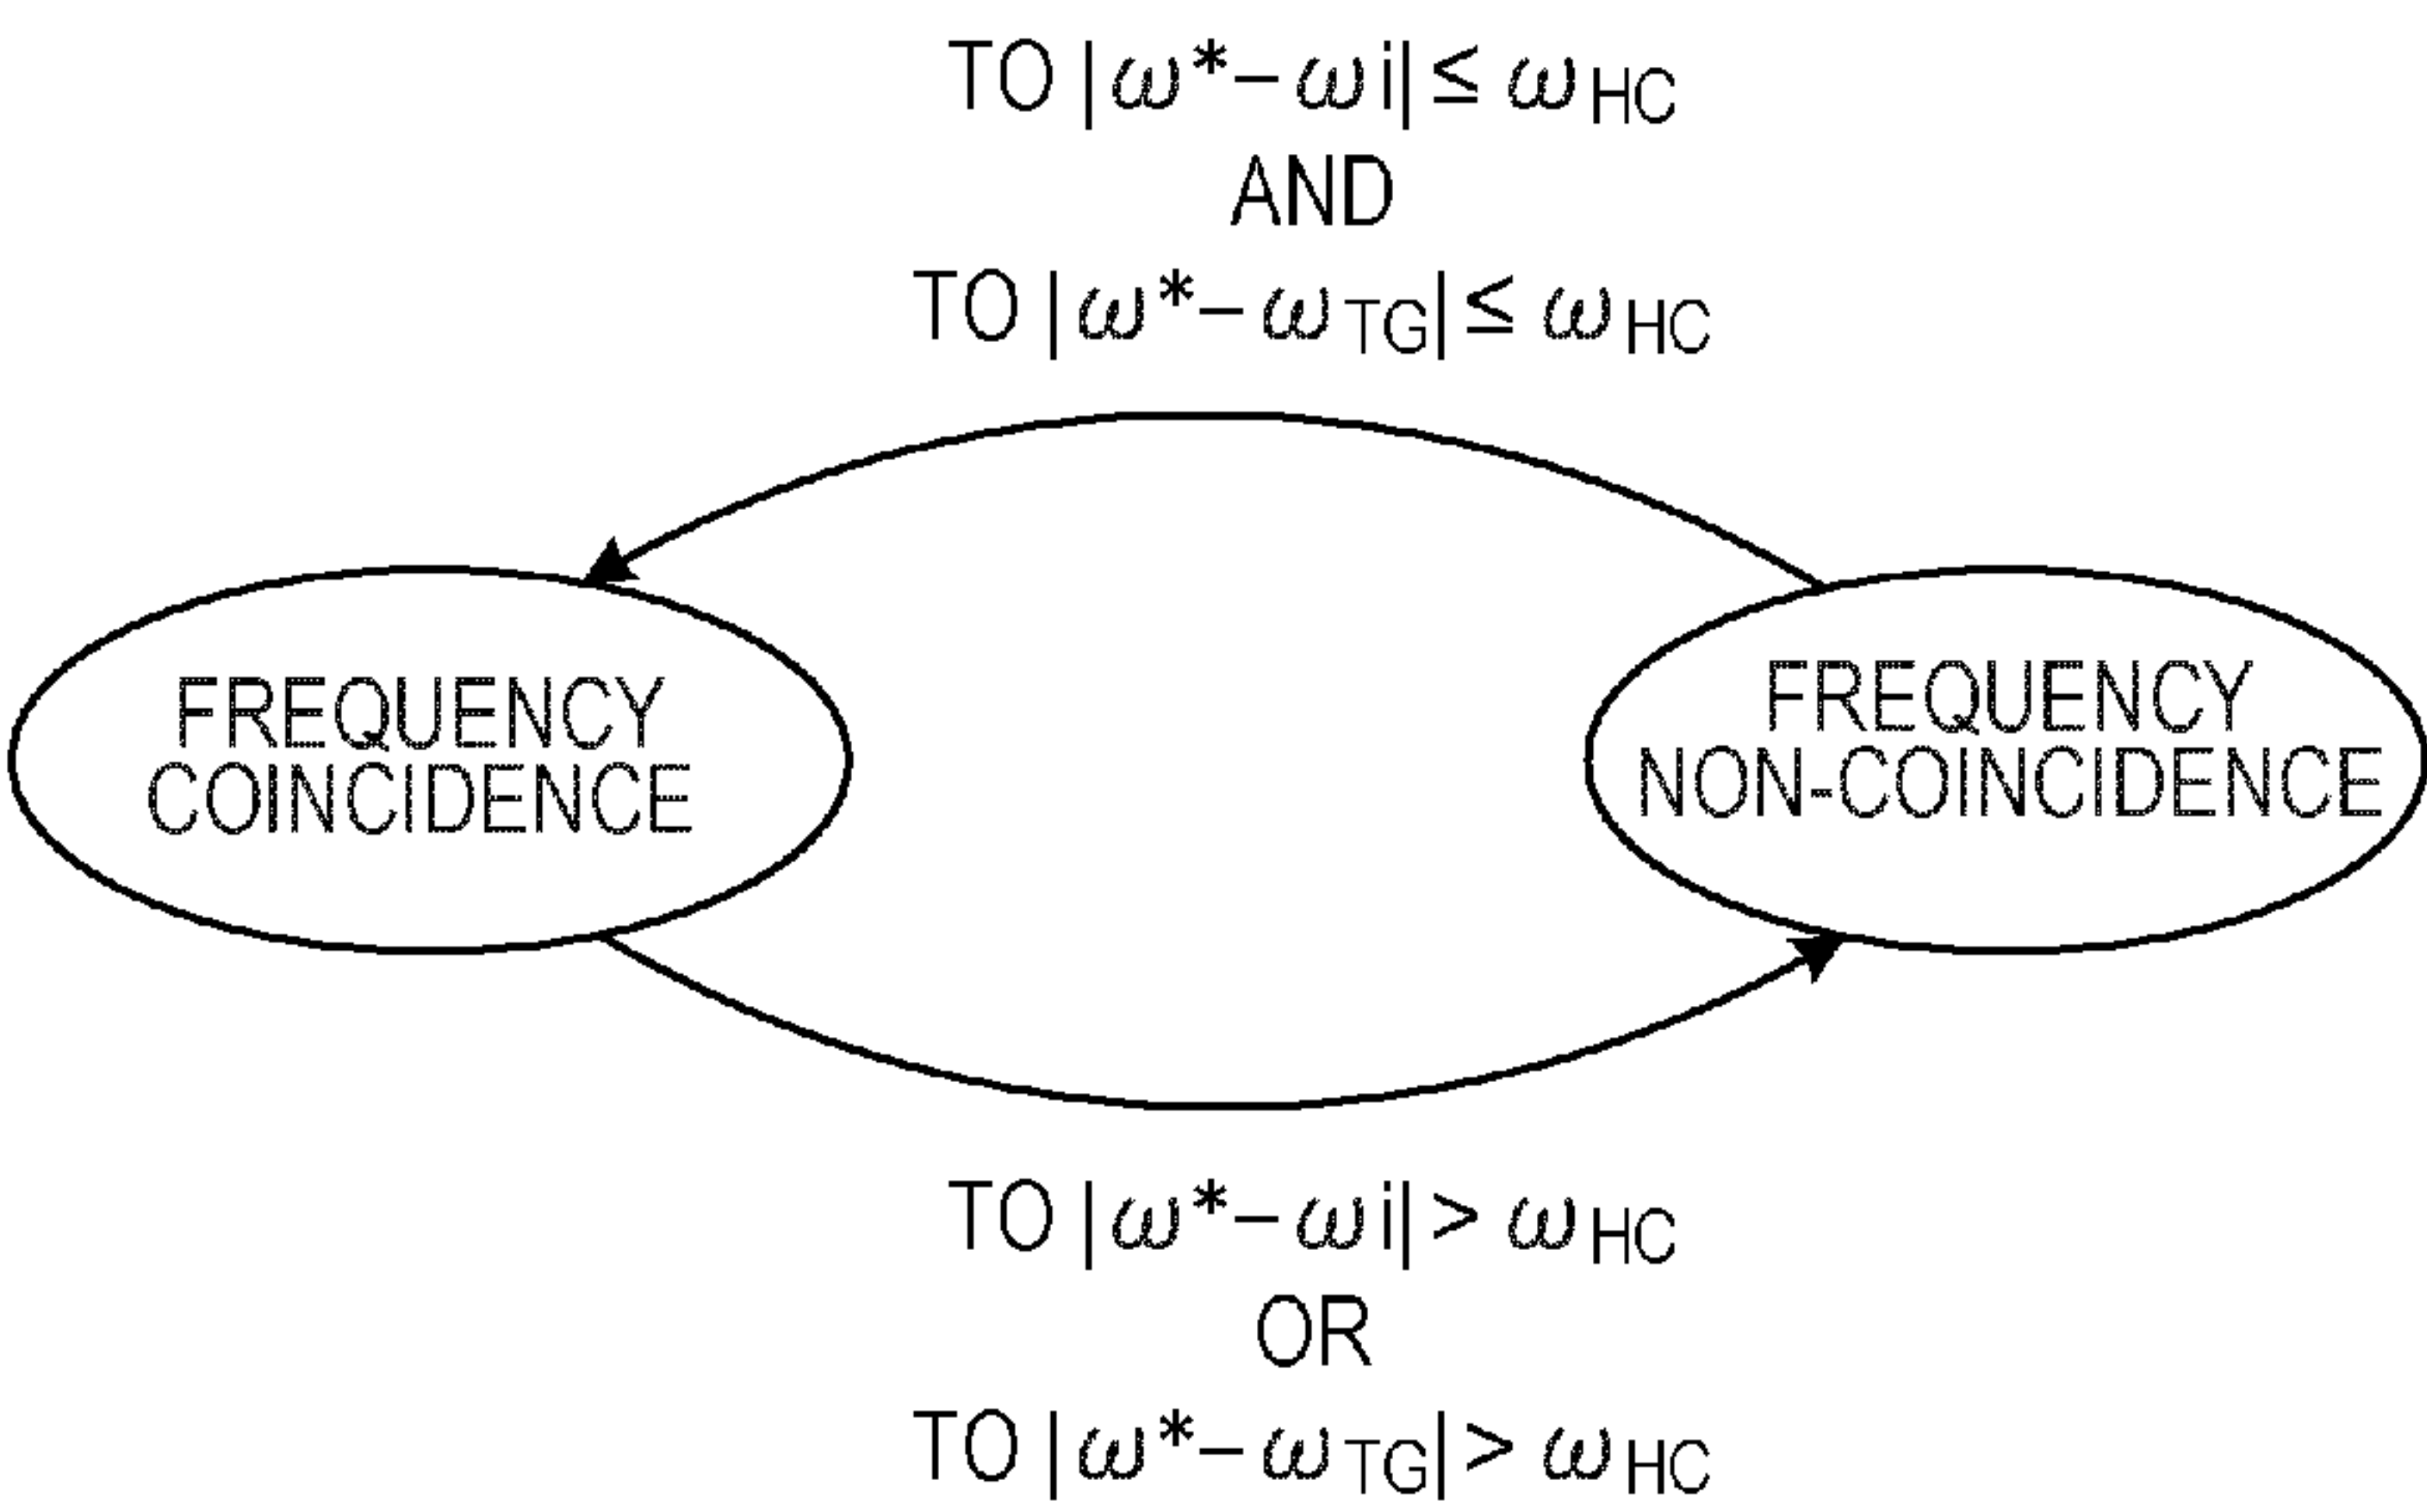 TO |ω*−ωi| ≤ ωHC
AND
TO |ω*−ωTG| ≤ ωHC
FREQUENCY
COINCIDENCE
FREQUENCY
NON-COINCIDENCE
TO |ω*−ωi| > ωHC
OR
TO |ω*−ωTG| > ωHC